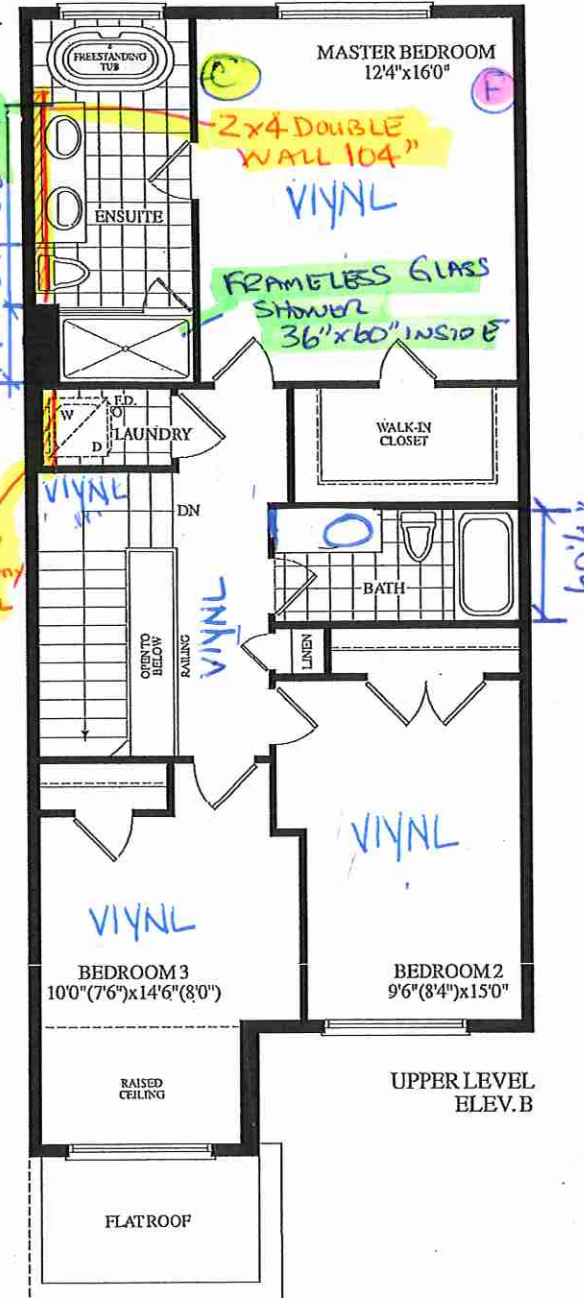 FREESTANDING
TUB
C
MASTER BEDROOM
12'4"x16'0"
F
2x4 DOUBLE
WALL 104"
VIYNL
ENSUITE
FRAMELESS GLASS
SHOWER
36"x60" INSIDE
F.D.
W
D
LAUNDRY
WALK-IN
CLOSET
VIYNL
DN
BATH
60½"
VIYNL
OPEN TO
BELOW
RAILING
LINEN
VIYNL
VIYNL
BEDROOM 3
10'0"(7'6")x14'6"(8'0")
BEDROOM 2
9'6"(8'4")x15'0"
RAISED
CEILING
UPPER LEVEL
ELEV. B
FLAT ROOF